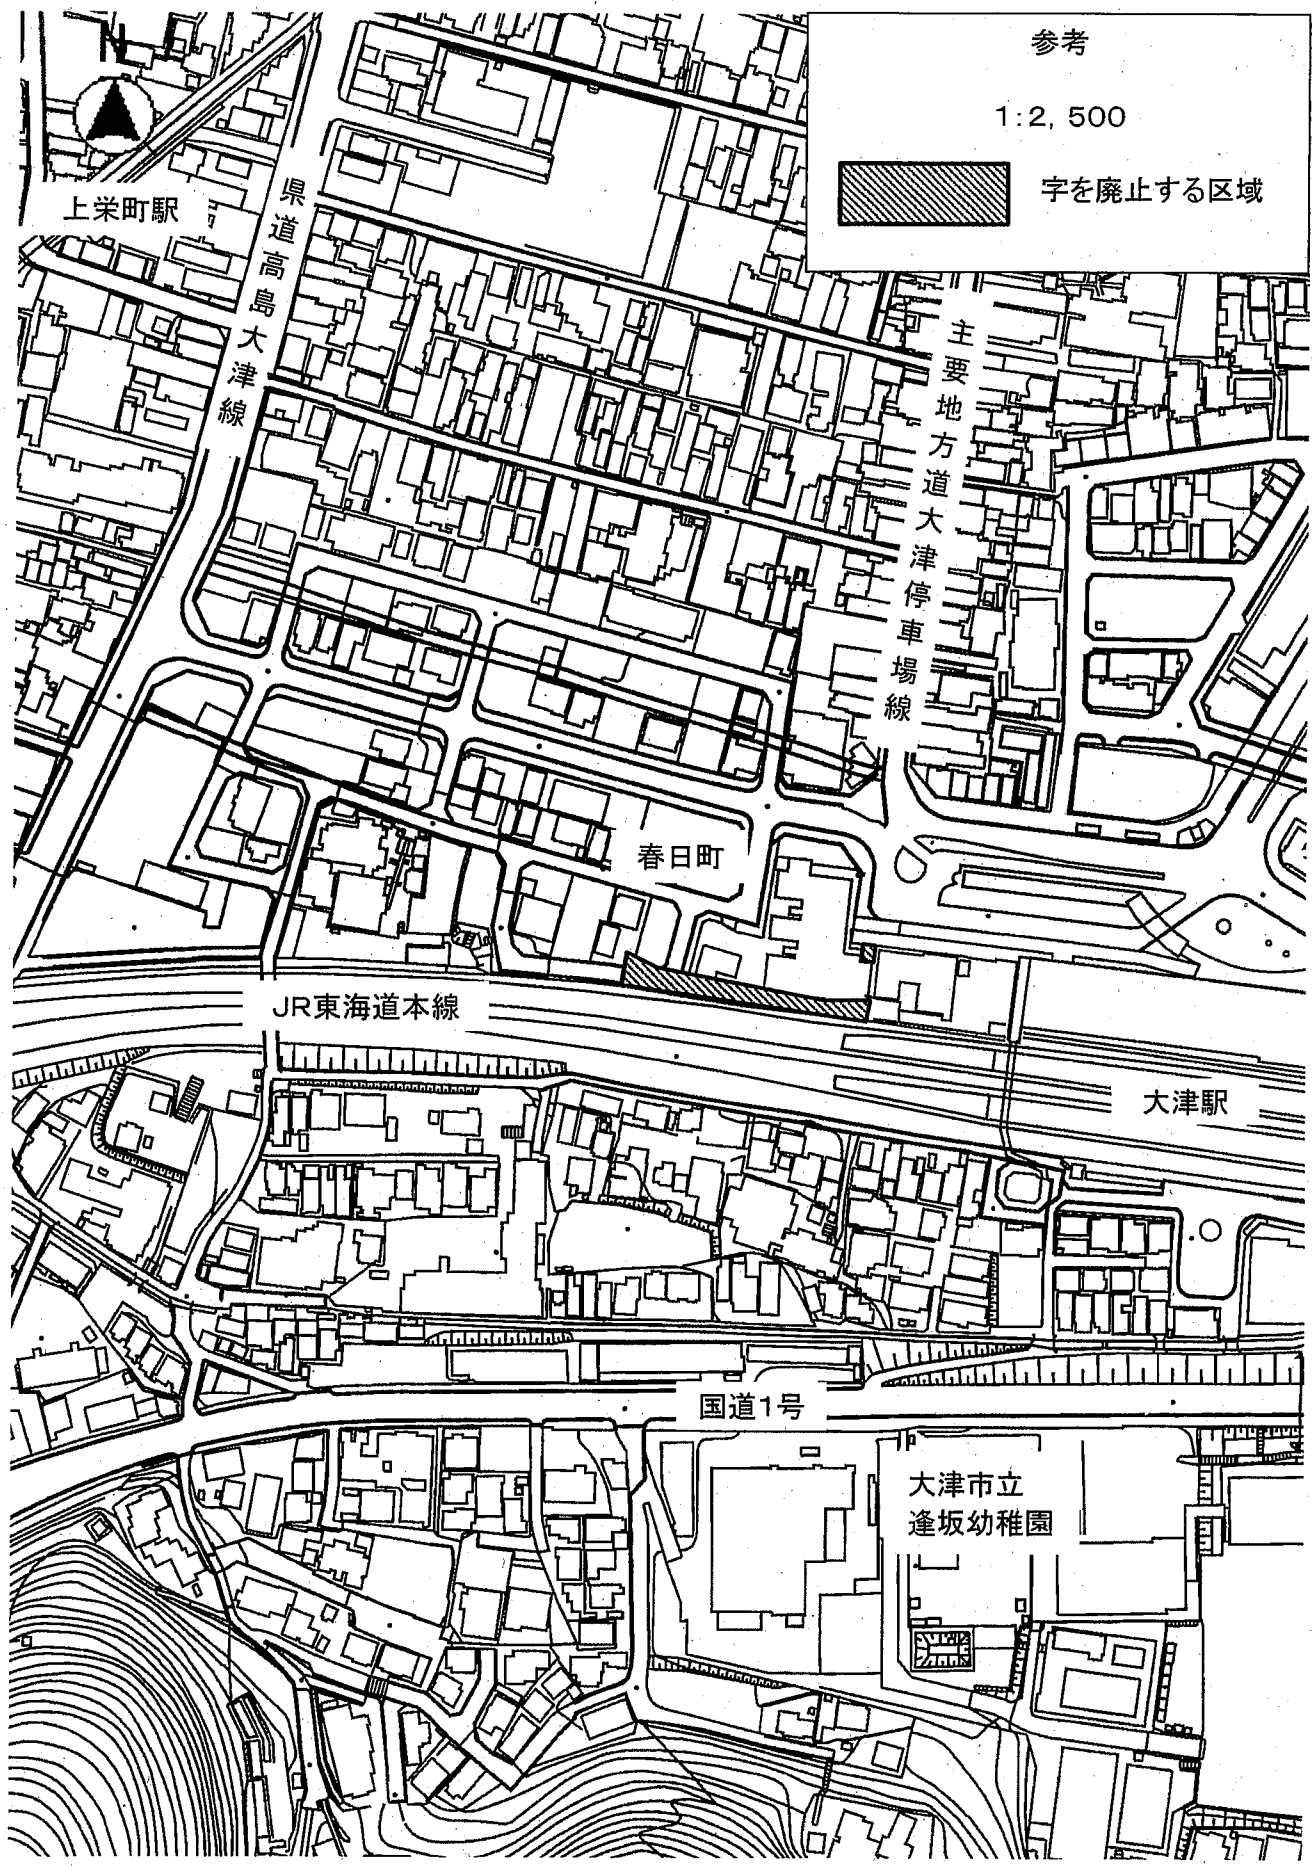 参考
1:2,500
字を廃止する区域
上栄町駅
県道高島大津線
主要地方道大津停車場線
春日町
JR東海道本線
大津駅
国道1号
大津市立
逢坂幼稚園